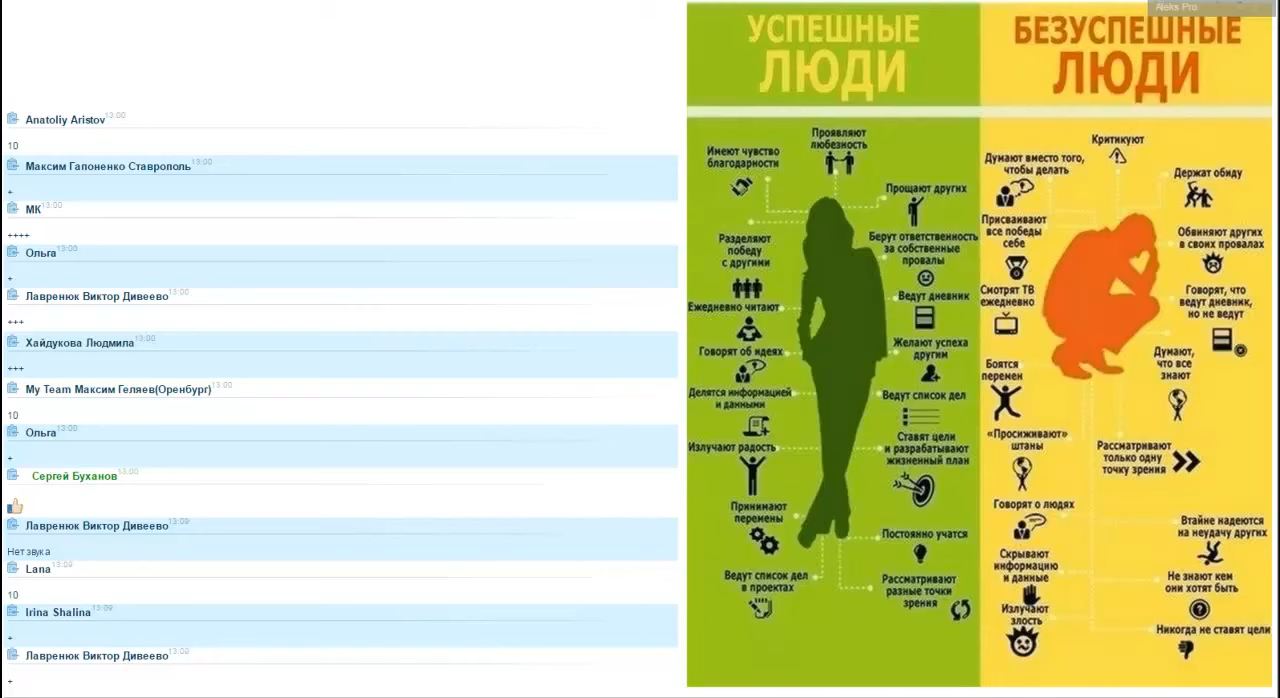 Anatoliy Aristov 13:00
10
Максим Гапоненко Ставрополь 13:00
+
МК 13:00
++++
Ольга 13:00
+
Лавренюк Виктор Дивеево 13:00
+++
Хайдукова Людмила 13:00
+++
My Team Максим Геляев(Оренбург) 13:00
10
Ольга 13:00
+
Сергей Буханов 13:00
Лавренюк Виктор Дивеево 13:09
Нет звука
Lana 13:09
10
Irina Shalina 13:09
+
Лавренюк Виктор Дивеево 13:09
+
Aleks Pro
УСПЕШНЫЕ
ЛЮДИ
Проявляют
любезность
Имеют чувство
благодарности
Прощают других
Разделяют
победу
с другими
Берут ответственность
за собственные
провалы
Ежедневно читают
Ведут дневник
Говорят об идеях
Желают успеха
другим
Делятся информацией
и данными
Ведут список дел
Излучают радость
Ставят цели
и разрабатывают
жизненный план
Принимают
перемены
Постоянно учатся
Ведут список дел
в проектах
Рассматривают
разные точки
зрения
БЕЗУСПЕШНЫЕ
ЛЮДИ
Критикуют
Думают вместо того,
чтобы делать
Держат обиду
Присваивают
все победы
себе
Обвиняют других
в своих провалах
Смотрят ТВ
ежедневно
Говорят, что
ведут дневник,
но не ведут
Боятся
перемен
Думают,
что все
знают
«Просиживают»
штаны
Рассматривают
только одну
точку зрения
Говорят о людях
Втайне надеются
на неудачу других
Скрывают
информацию
и данные
Не знают кем
они хотят быть
Излучают
злость
Никогда не ставят цели